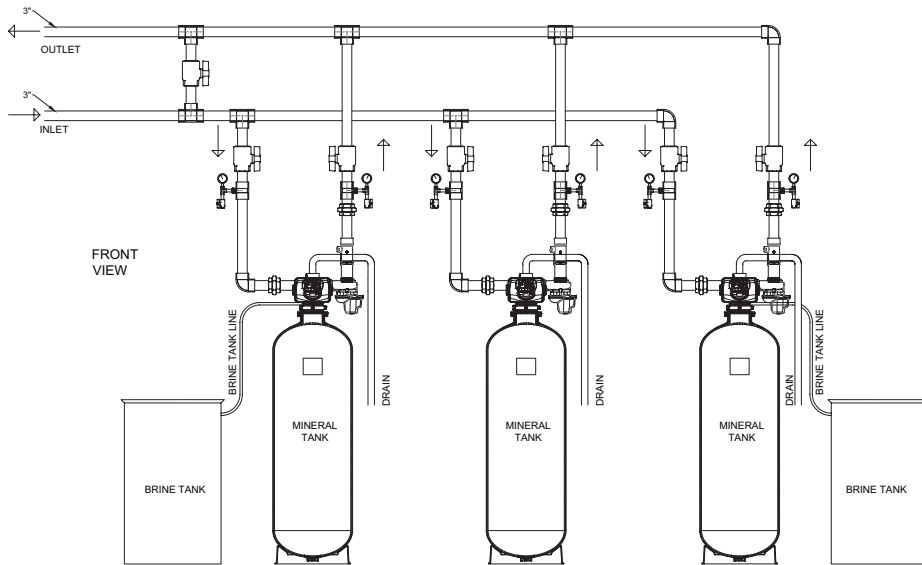 3"
OUTLET
3"
INLET
FRONT
VIEW
BRINE TANK LINE
DRAIN
DRAIN
DRAIN
BRINE TANK LINE
MINERAL
TANK
MINERAL
TANK
MINERAL
TANK
BRINE TANK
BRINE TANK